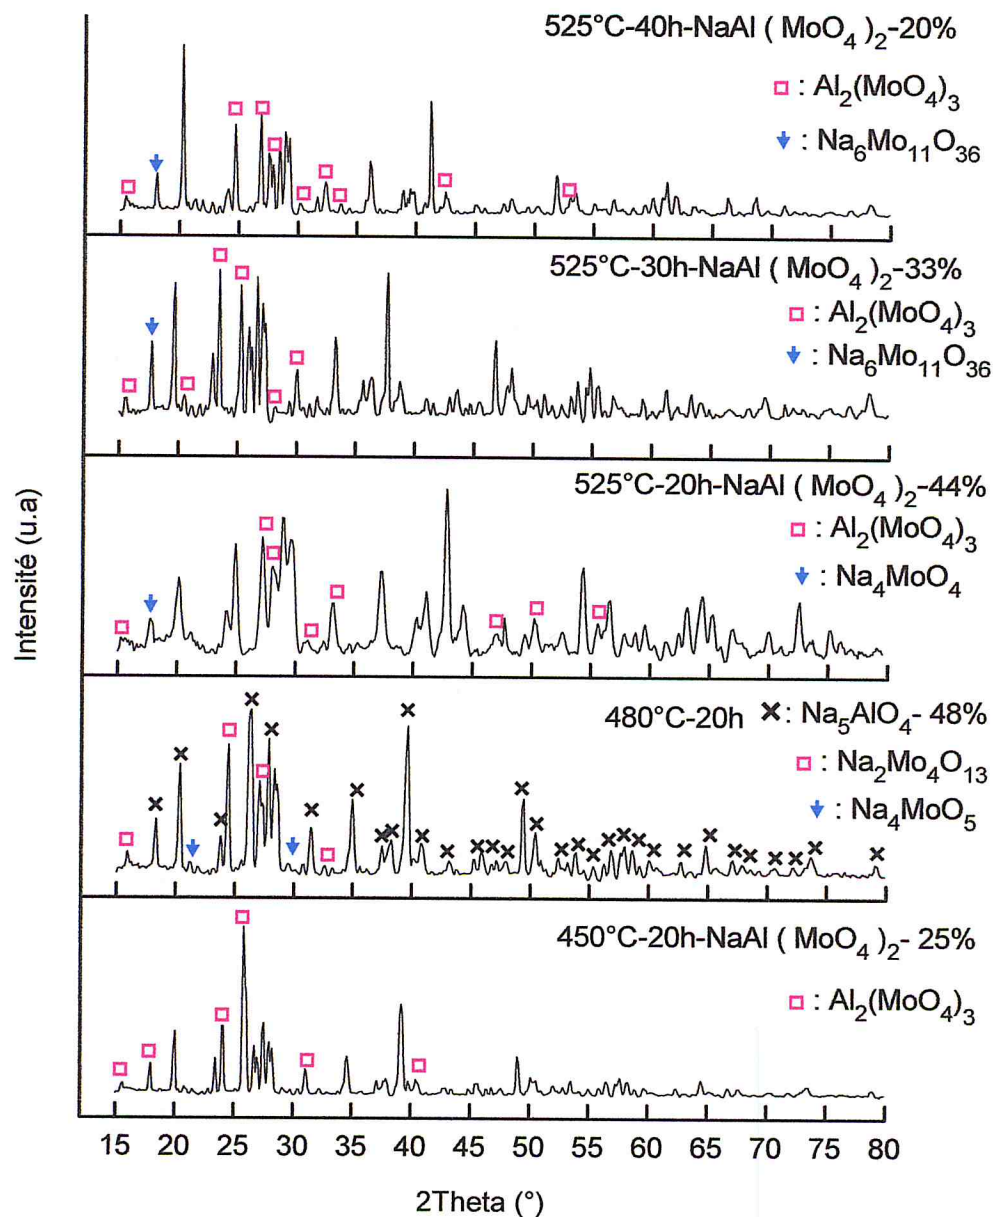 525°C-40h-NaAl ( MoO4 )2-20%
: Al2(MoO4)3
: Na6Mo11O36
525°C-30h-NaAl ( MoO4 )2-33%
: Al2(MoO4)3
: Na6Mo11O36
525°C-20h-NaAl ( MoO4 )2-44%
: Al2(MoO4)3
: Na4MoO4
480°C-20h ×: Na5AlO4- 48%
: Na2Mo4O13
: Na4MoO5
450°C-20h-NaAl ( MoO4 )2- 25%
: Al2(MoO4)3
Intensité (u.a)
15 20 25 30 35 40 45 50 55 60 65 70 75 80
2Theta (°)